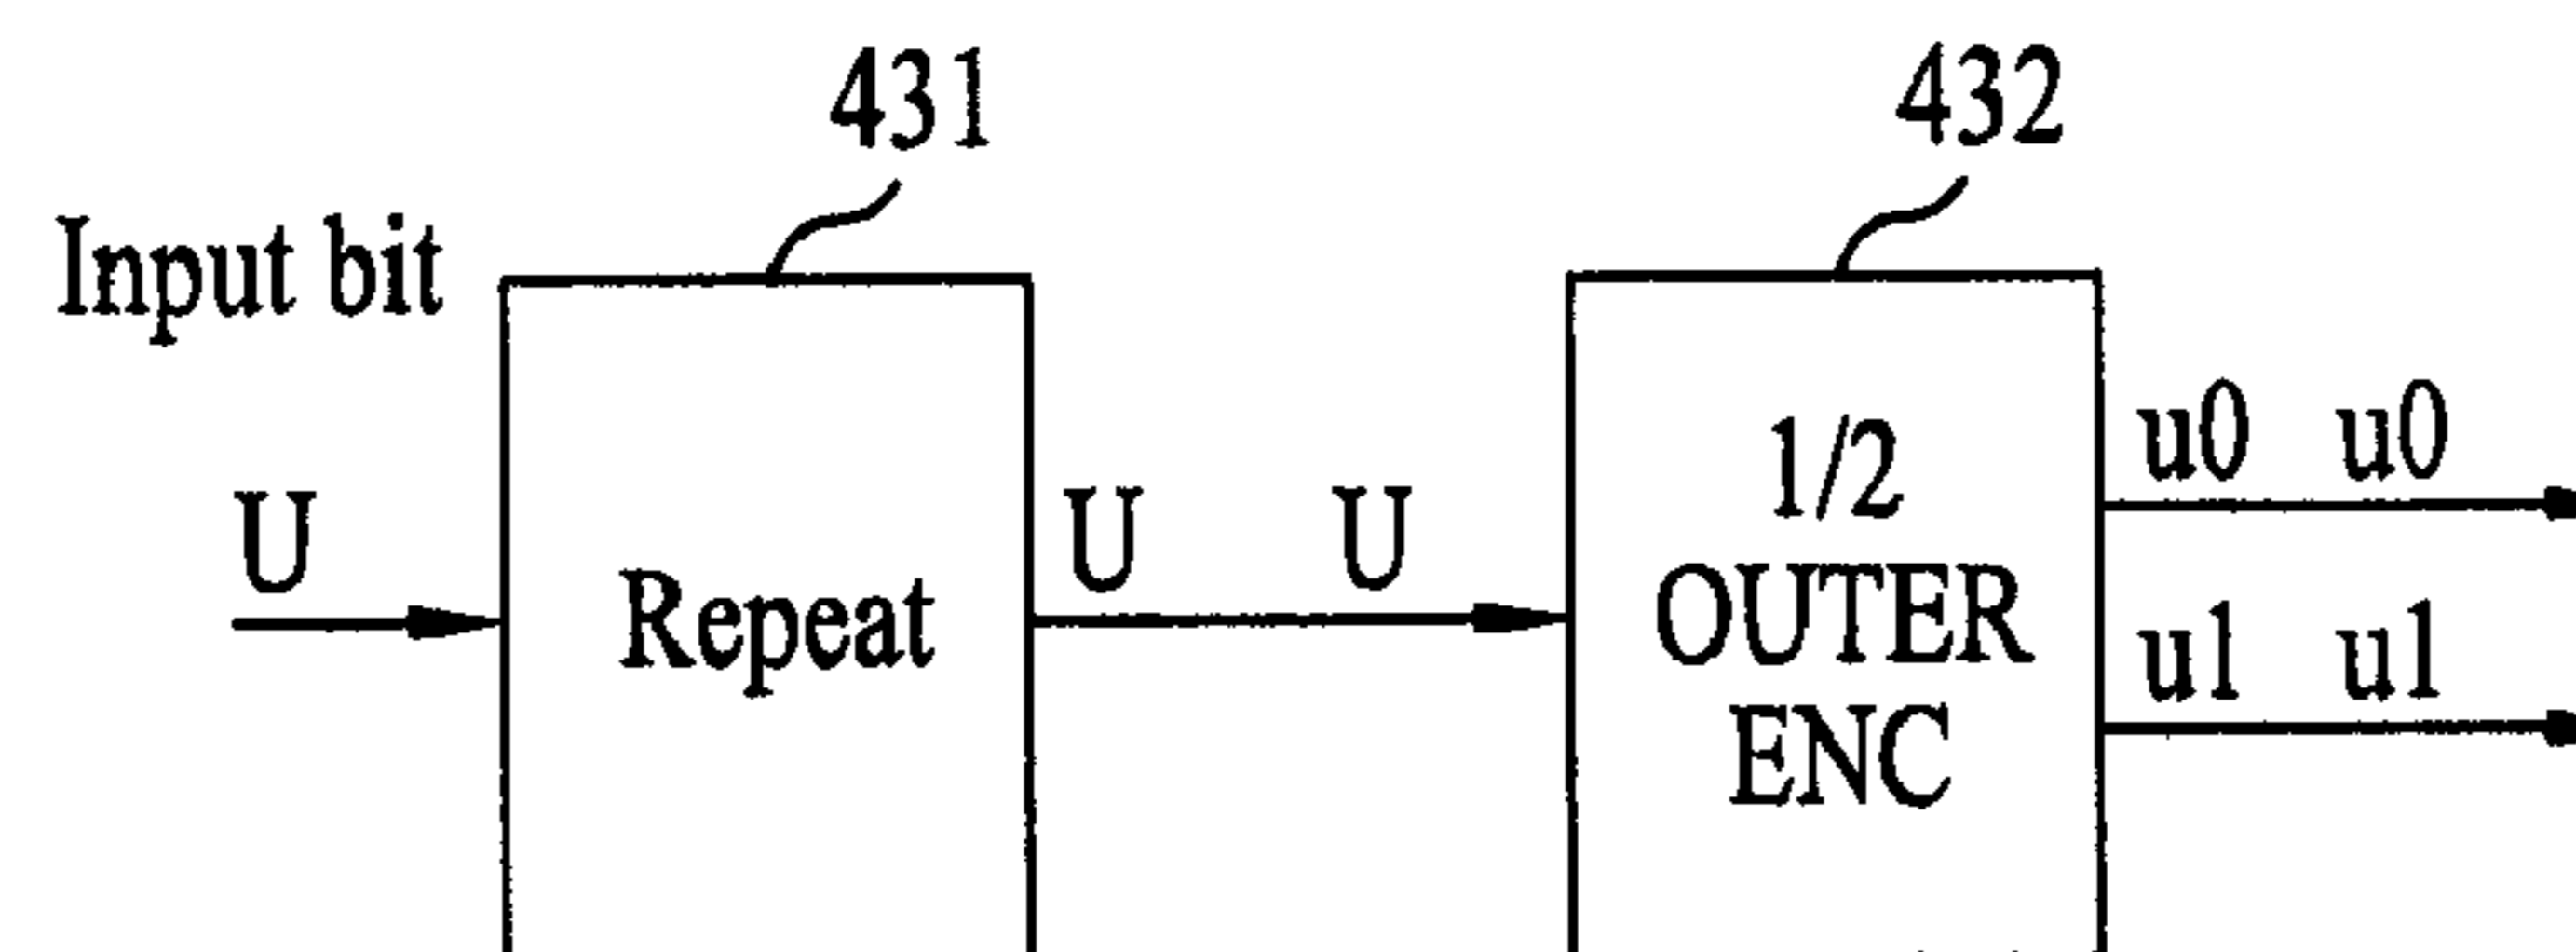 431
432
Input bit
U
Repeat
U U
1/2
OUTER
ENC
u0 u0
u1 u1